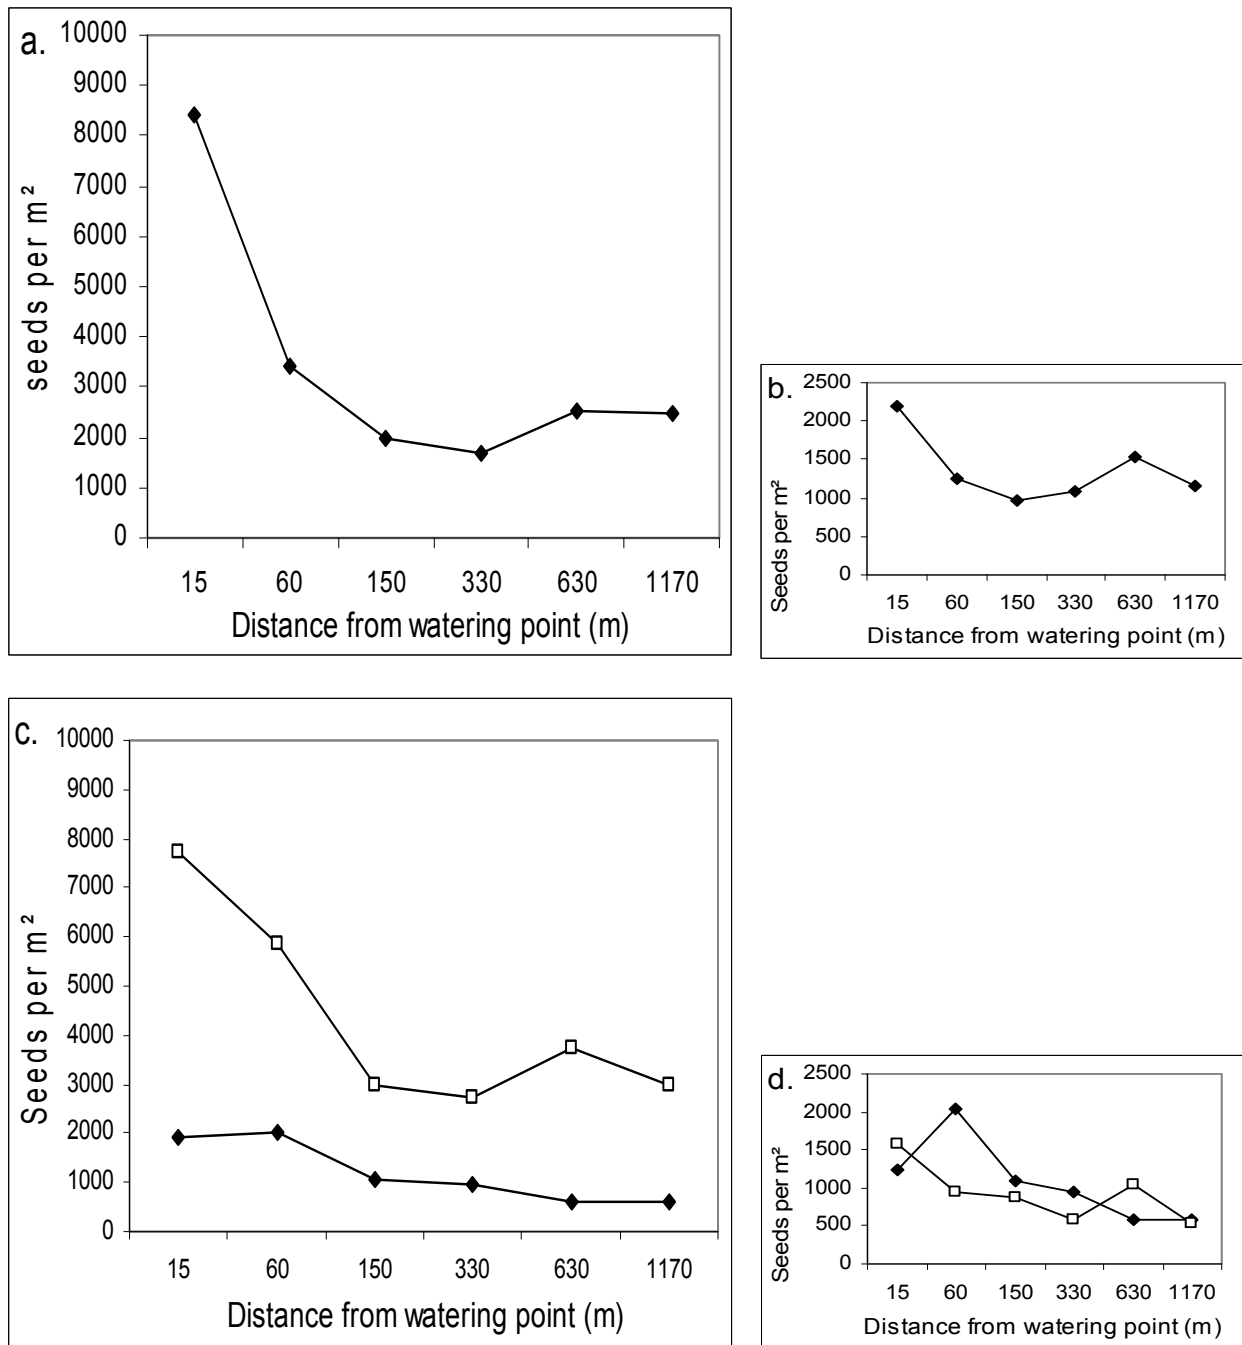 a.
10000
9000
8000
7000
6000
5000
4000
3000
2000
1000
0
seeds per m²
15 60 150 330 630 1170
Distance from watering point (m)
b.
2500
2000
1500
1000
500
0
Seeds per m²
15 60 150 330 630 1170
Distance from watering point (m)
c.
10000
9000
8000
7000
6000
5000
4000
3000
2000
1000
0
Seeds per m²
15 60 150 330 630 1170
Distance from watering point (m)
d.
2500
2000
1500
1000
500
0
Seeds per m²
15 60 150 330 630 1170
Distance from watering point (m)